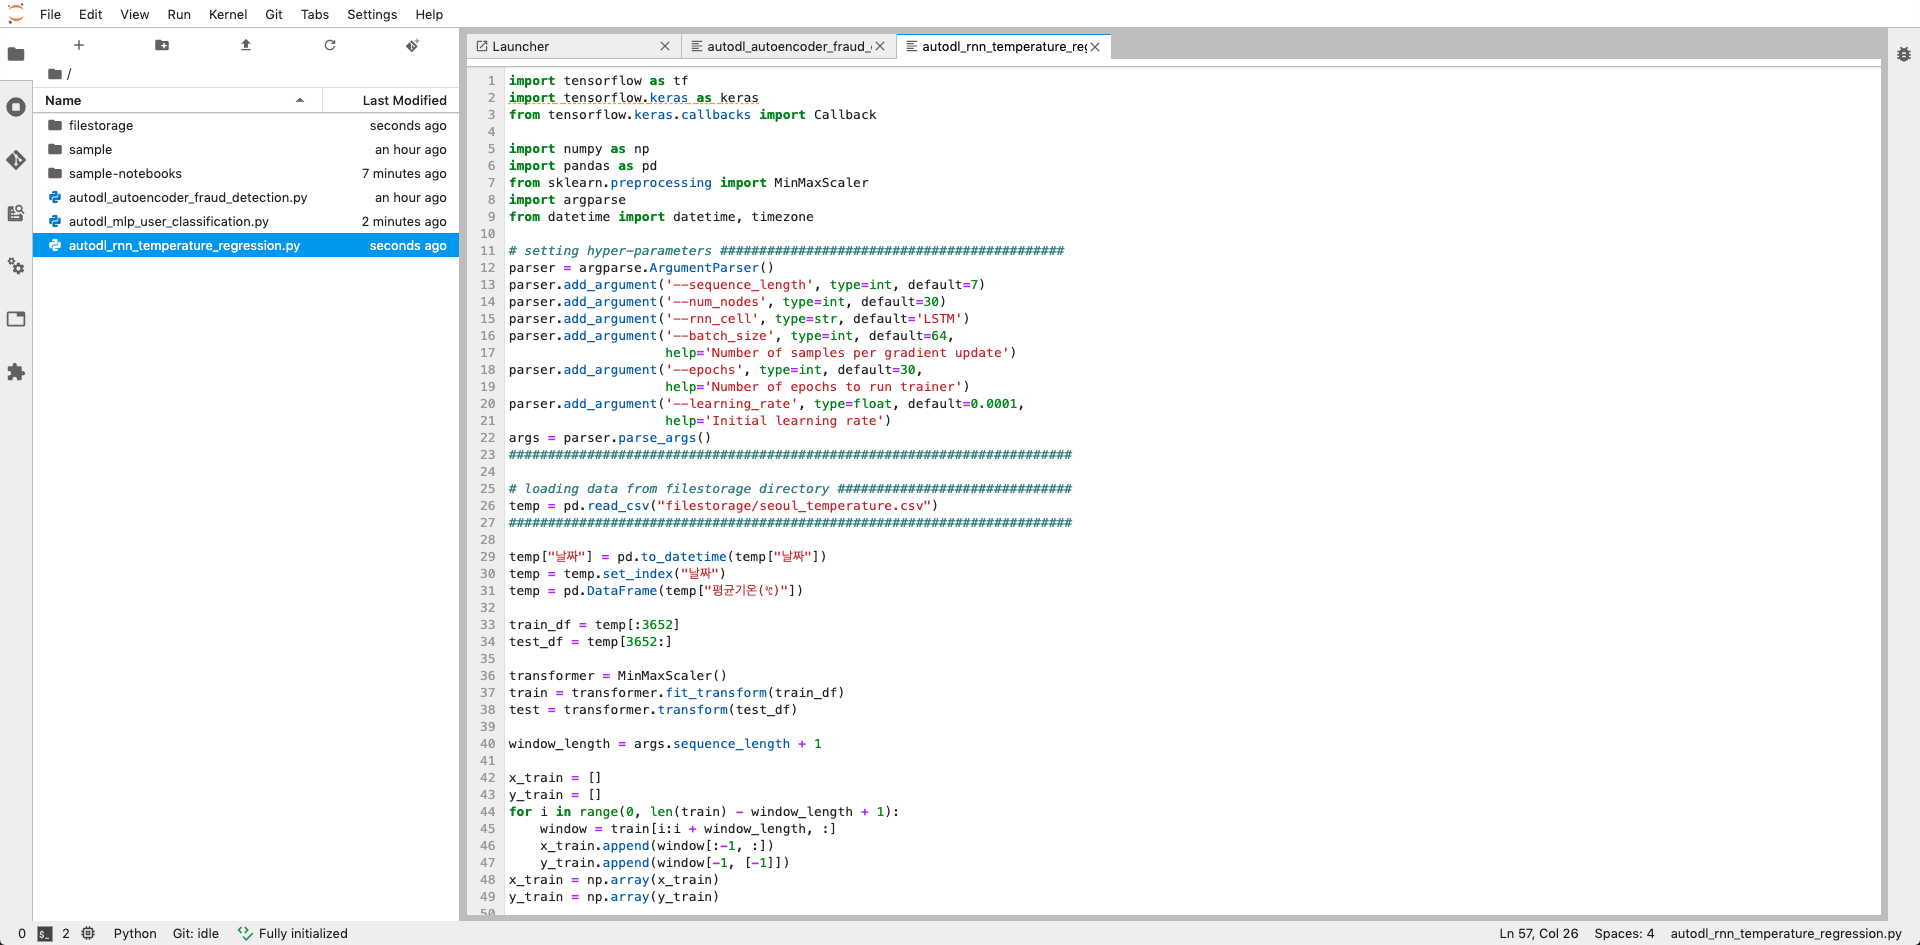 File Edit View Run Kernel Git Tabs Settings Help
/
Name Last Modified
filestorage seconds ago
sample an hour ago
sample-notebooks 7 minutes ago
autodl_autoencoder_fraud_detection.py an hour ago
autodl_mlp_user_classification.py 2 minutes ago
autodl_rnn_temperature_regression.py seconds ago
Launcher autodl_autoencoder_fraud_ autodl_rnn_temperature_reg
1 import tensorflow as tf
2 import tensorflow.keras as keras
3 from tensorflow.keras.callbacks import Callback
4
5 import numpy as np
6 import pandas as pd
7 from sklearn.preprocessing import MinMaxScaler
8 import argparse
9 from datetime import datetime, timezone
10
11 # setting hyper-parameters ############################################
12 parser = argparse.ArgumentParser()
13 parser.add_argument('--sequence_length', type=int, default=7)
14 parser.add_argument('--num_nodes', type=int, default=30)
15 parser.add_argument('--rnn_cell', type=str, default='LSTM')
16 parser.add_argument('--batch_size', type=int, default=64,
17                     help='Number of samples per gradient update')
18 parser.add_argument('--epochs', type=int, default=30,
19                     help='Number of epochs to run trainer')
20 parser.add_argument('--learning_rate', type=float, default=0.0001,
21                     help='Initial learning rate')
22 args = parser.parse_args()
23 ########################################################################
24
25 # loading data from filestorage directory ##############################
26 temp = pd.read_csv("filestorage/seoul_temperature.csv")
27 ########################################################################
28
29 temp["날짜"] = pd.to_datetime(temp["날짜"])
30 temp = temp.set_index("날짜")
31 temp = pd.DataFrame(temp["평균기온(℃)"])
32
33 train_df = temp[:3652]
34 test_df = temp[3652:]
35
36 transformer = MinMaxScaler()
37 train = transformer.fit_transform(train_df)
38 test = transformer.transform(test_df)
39
40 window_length = args.sequence_length + 1
41
42 x_train = []
43 y_train = []
44 for i in range(0, len(train) - window_length + 1):
45     window = train[i:i + window_length, :]
46     x_train.append(window[:-1, :])
47     y_train.append(window[-1, [-1]])
48 x_train = np.array(x_train)
49 y_train = np.array(y_train)
50
0 $_ 2 Python Git: idle Fully initialized Ln 57, Col 26 Spaces: 4 autodl_rnn_temperature_regression.py